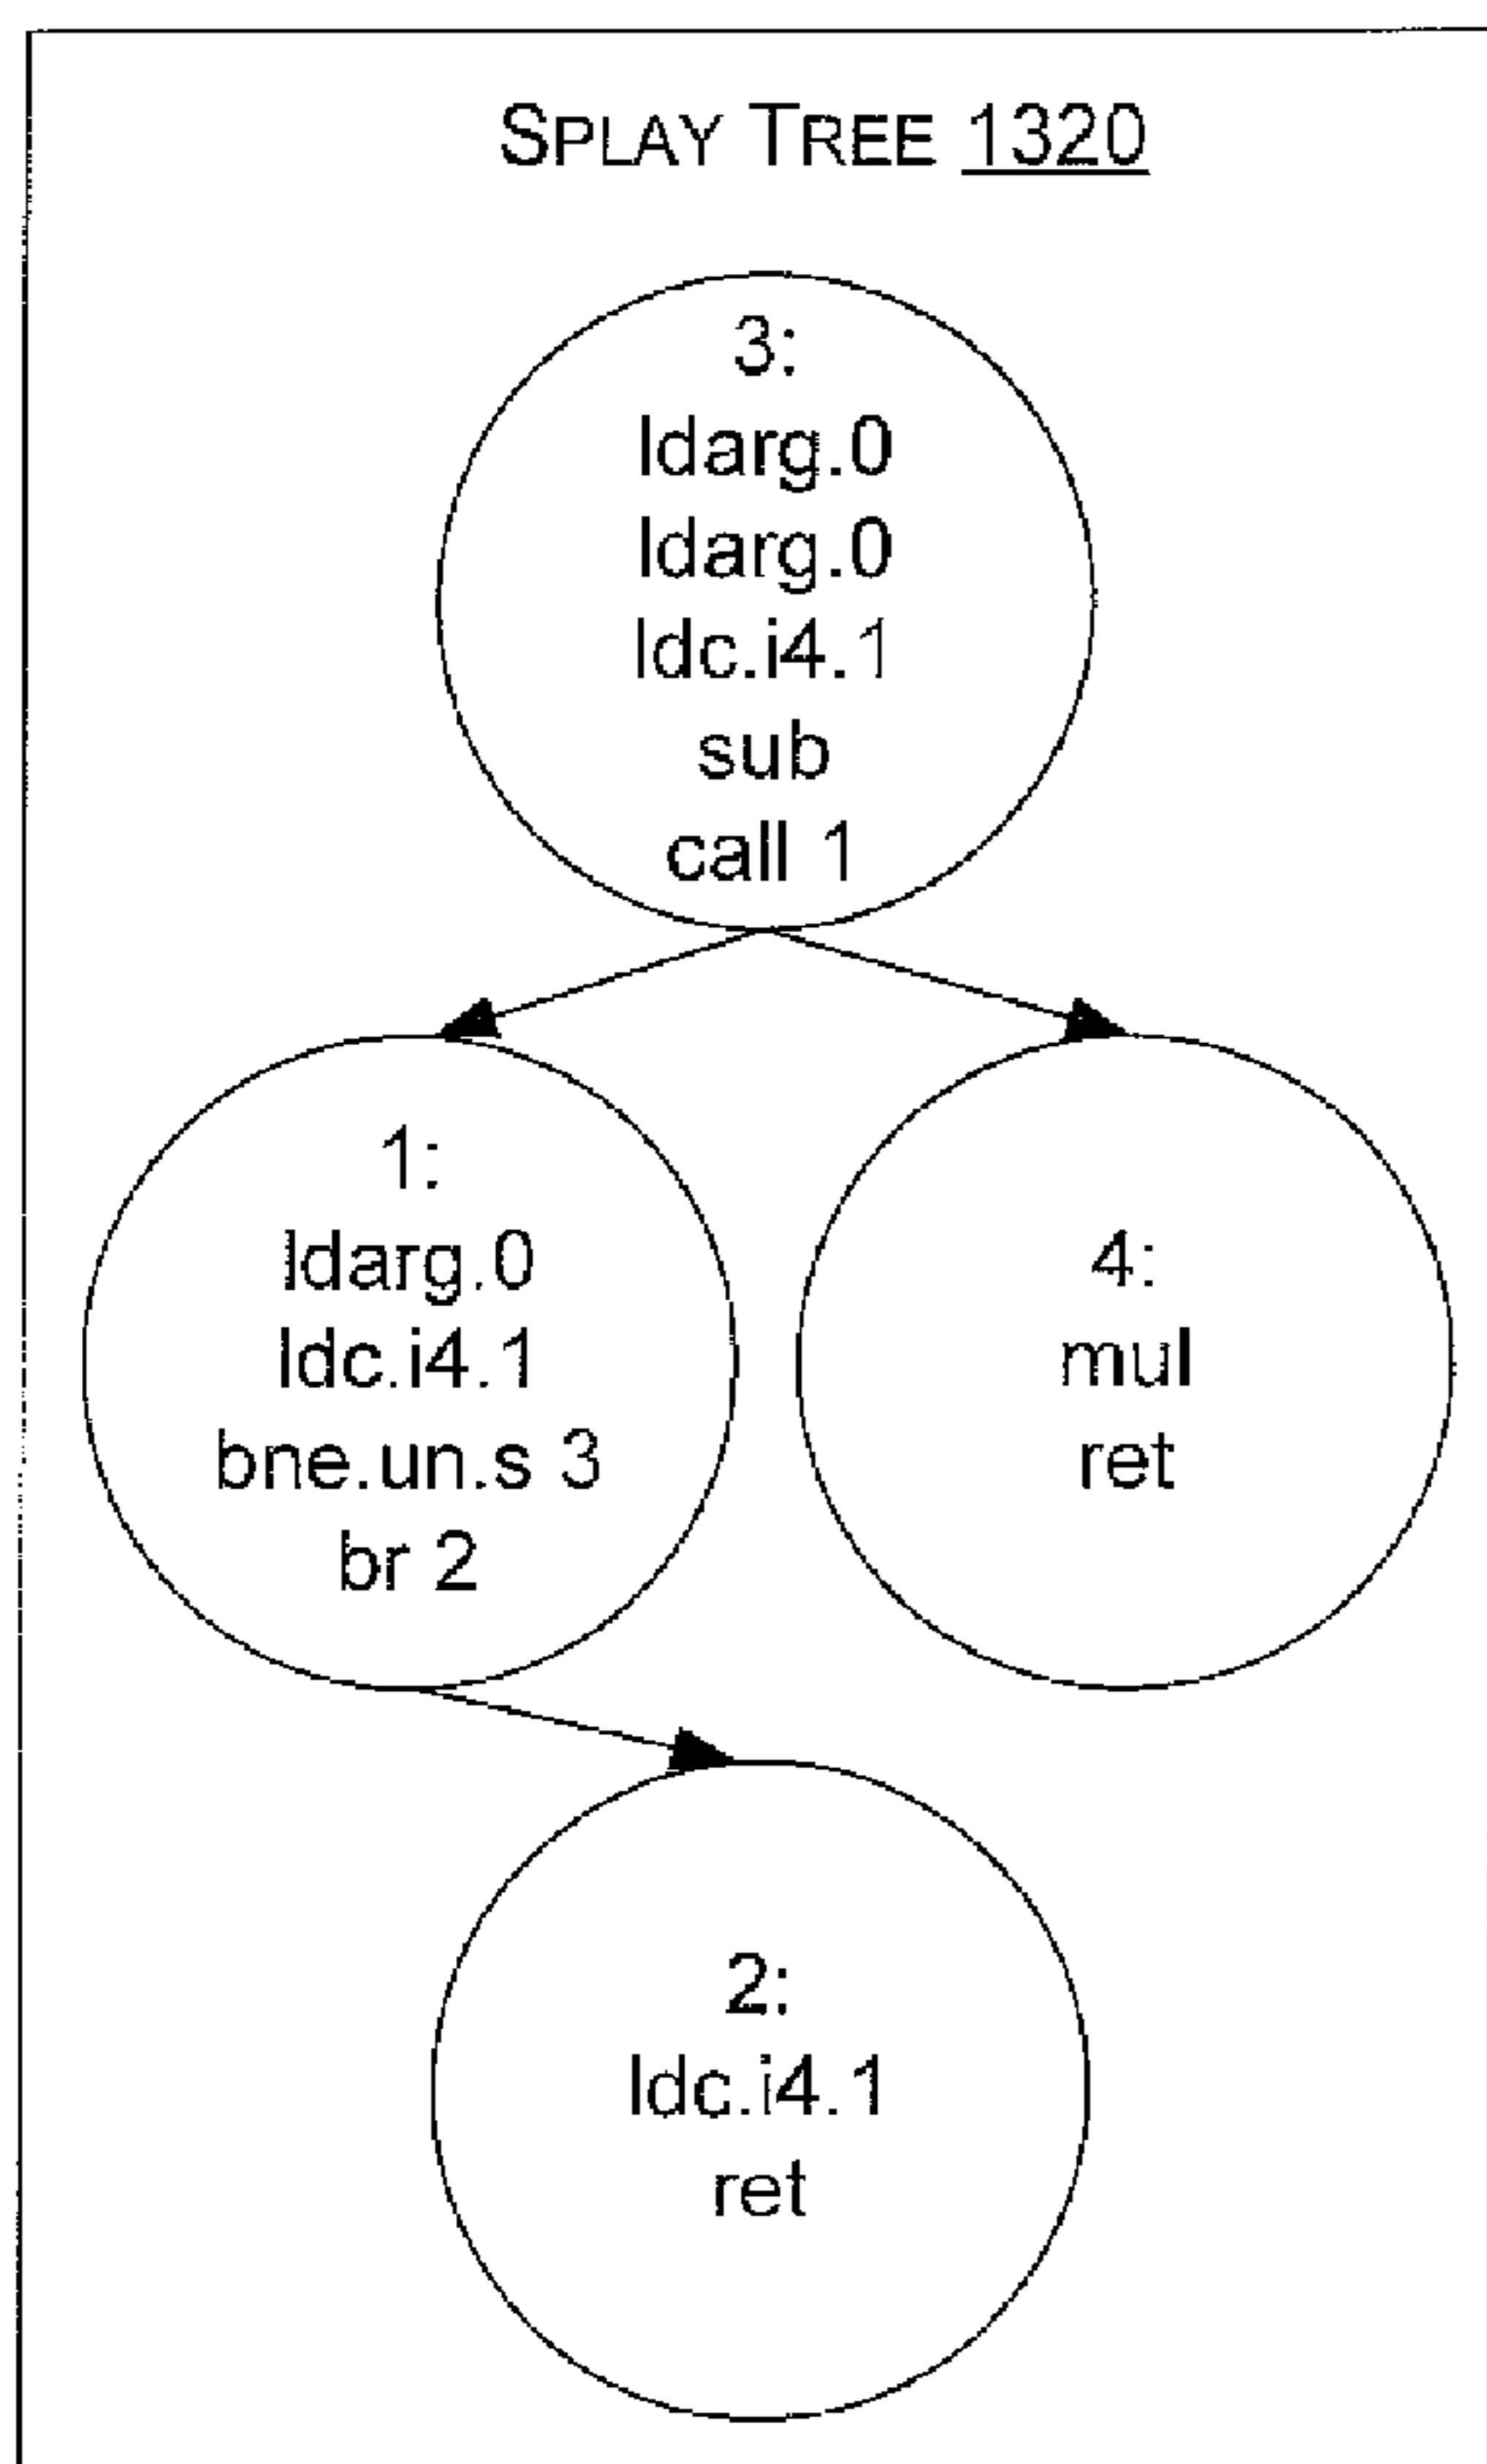 SPLAY TREE 1320
3:
ldarg.0
ldarg.0
ldc.i4.1
sub
call 1
1:
ldarg.0
ldc.i4.1
bne.un.s 3
br 2
4:
mul
ret
2:
ldc.i4.1
ret